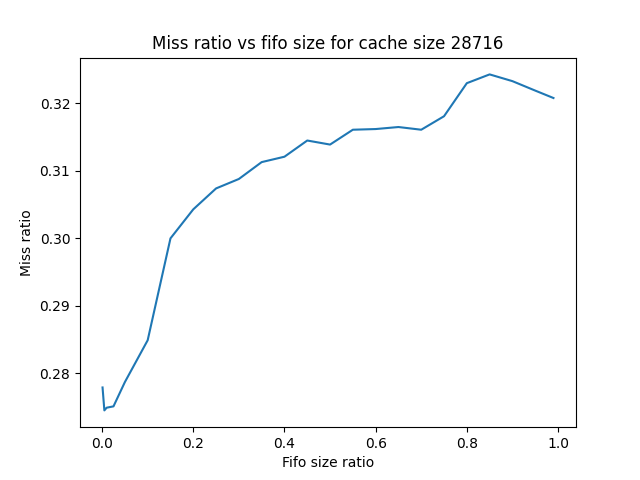 Miss ratio vs fifo size for cache size 28716
0.32
0.31
0.30
0.29
0.28
Miss ratio
0.0 0.2 0.4 0.6 0.8 1.0
Fifo size ratio